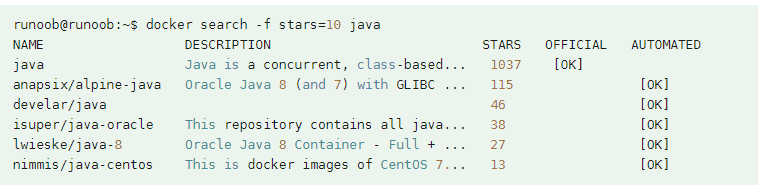 runoob@runoob:~$ docker search -f stars=10 java
NAME DESCRIPTION STARS OFFICIAL AUTOMATED
java Java is a concurrent, class-based... 1037 [OK]
anapsix/alpine-java Oracle Java 8 (and 7) with GLIBC ... 115 [OK]
develar/java 46 [OK]
isuper/java-oracle This repository contains all java... 38 [OK]
lwieske/java-8 Oracle Java 8 Container - Full + ... 27 [OK]
nimmis/java-centos This is docker images of CentOS 7... 13 [OK]